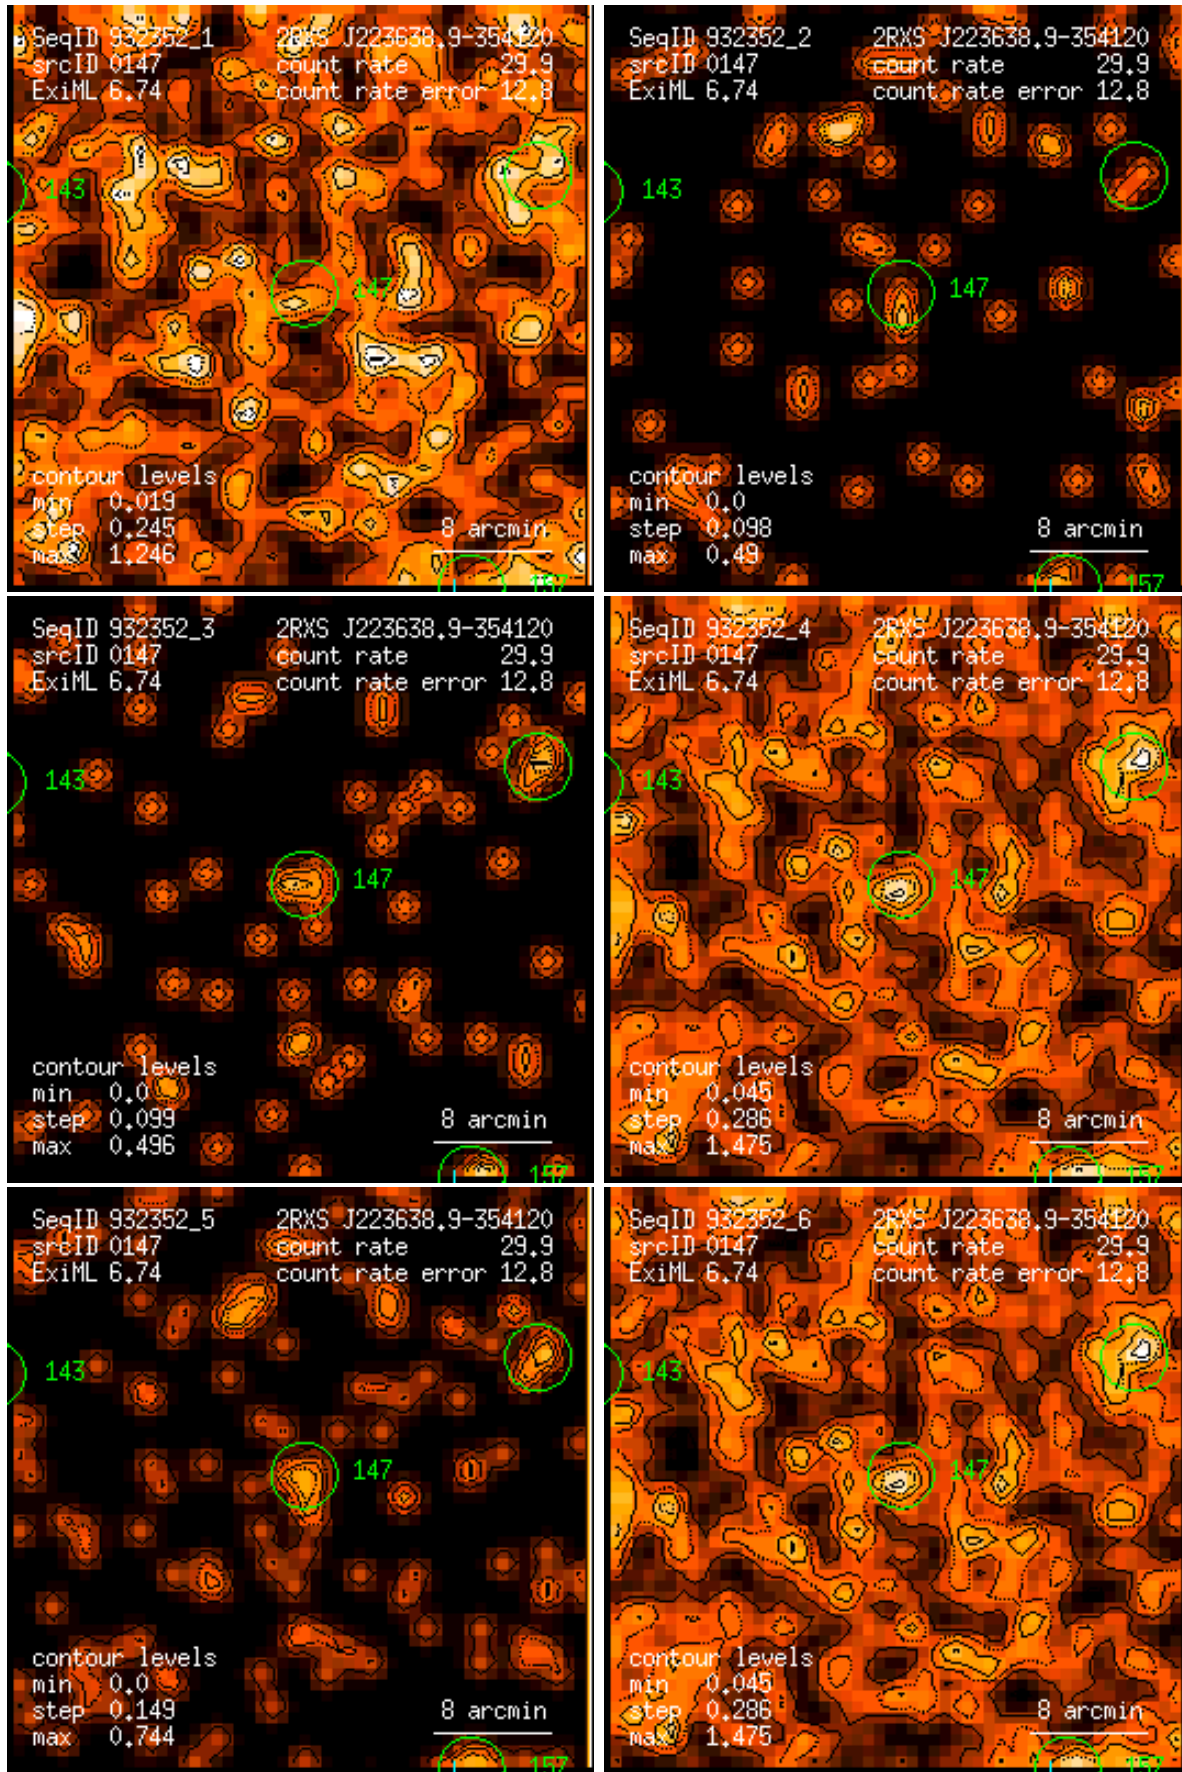 SeqID 932352_1 2RXS J223638.9-354120
srcID 0147 count rate 29.9
ExiML 6.74 count rate error 12.8
143
147
contour levels
min 0.019
step 0.245 8 arcmin
max 1.246
157
SeqID 932352_2 2RXS J223638.9-354120
srcID 0147 count rate 29.9
ExiML 6.74 count rate error 12.8
143
147
contour levels
min 0.0
step 0.098 8 arcmin
max 0.49
157
SeqID 932352_3 2RXS J223638.9-354120
srcID 0147 count rate 29.9
ExiML 6.74 count rate error 12.8
143
147
contour levels
min 0.0
step 0.099 8 arcmin
max 0.496
157
SeqID 932352_4 2RXS J223638.9-354120
srcID 0147 count rate 29.9
ExiML 6.74 count rate error 12.8
143
147
contour levels
min 0.045
step 0.286 8 arcmin
max 1.475
157
SeqID 932352_5 2RXS J223638.9-354120
srcID 0147 count rate 29.9
ExiML 6.74 count rate error 12.8
143
147
contour levels
min 0.0
step 0.149 8 arcmin
max 0.744
157
SeqID 932352_6 2RXS J223638.9-354120
srcID 0147 count rate 29.9
ExiML 6.74 count rate error 12.8
143
147
contour levels
min 0.045
step 0.286 8 arcmin
max 1.475
157